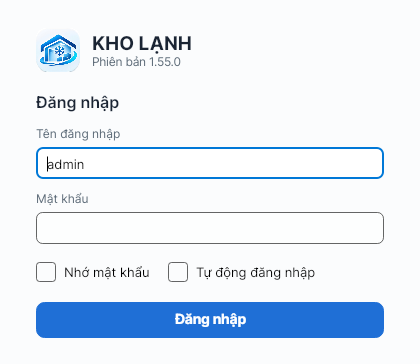 KHO LẠNH
Phiên bản 1.55.0
Đăng nhập
Tên đăng nhập
admin
Mật khẩu
Nhớ mật khẩu
Tự động đăng nhập
Đăng nhập